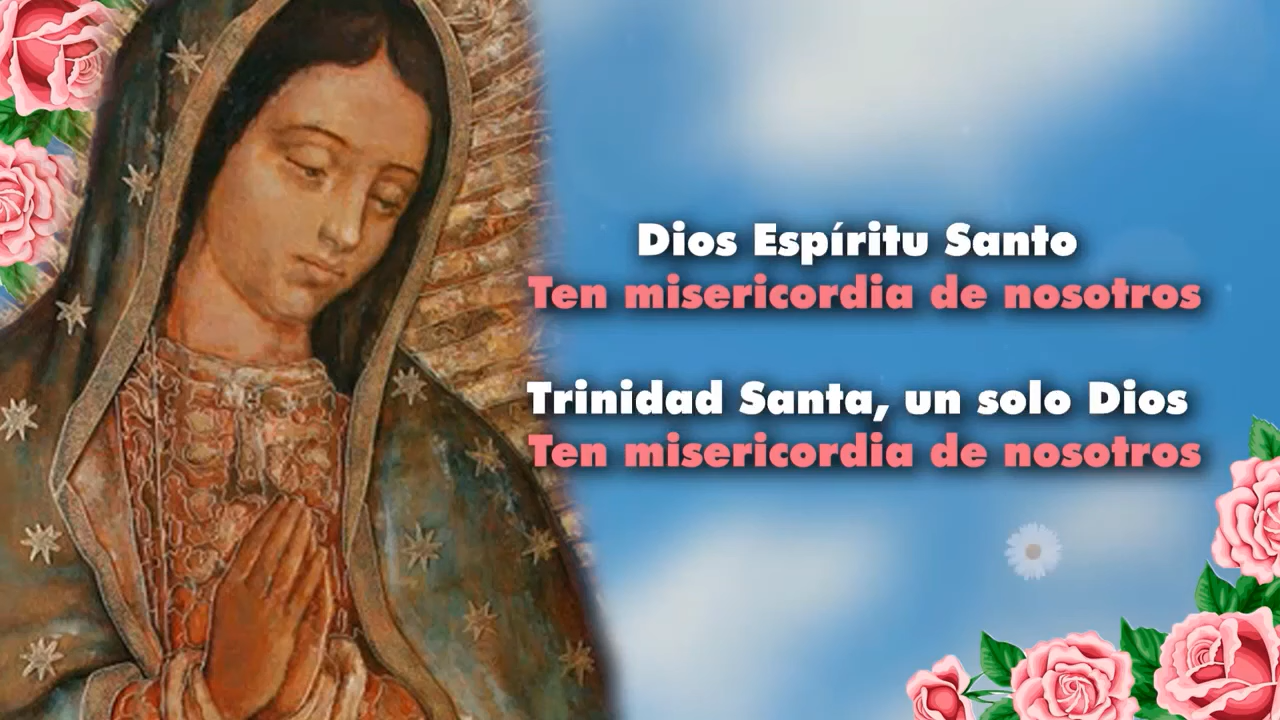 Dios Espíritu Santo
Ten misericordia de nosotros
Trinidad Santa, un solo Dios
Ten misericordia de nosotros